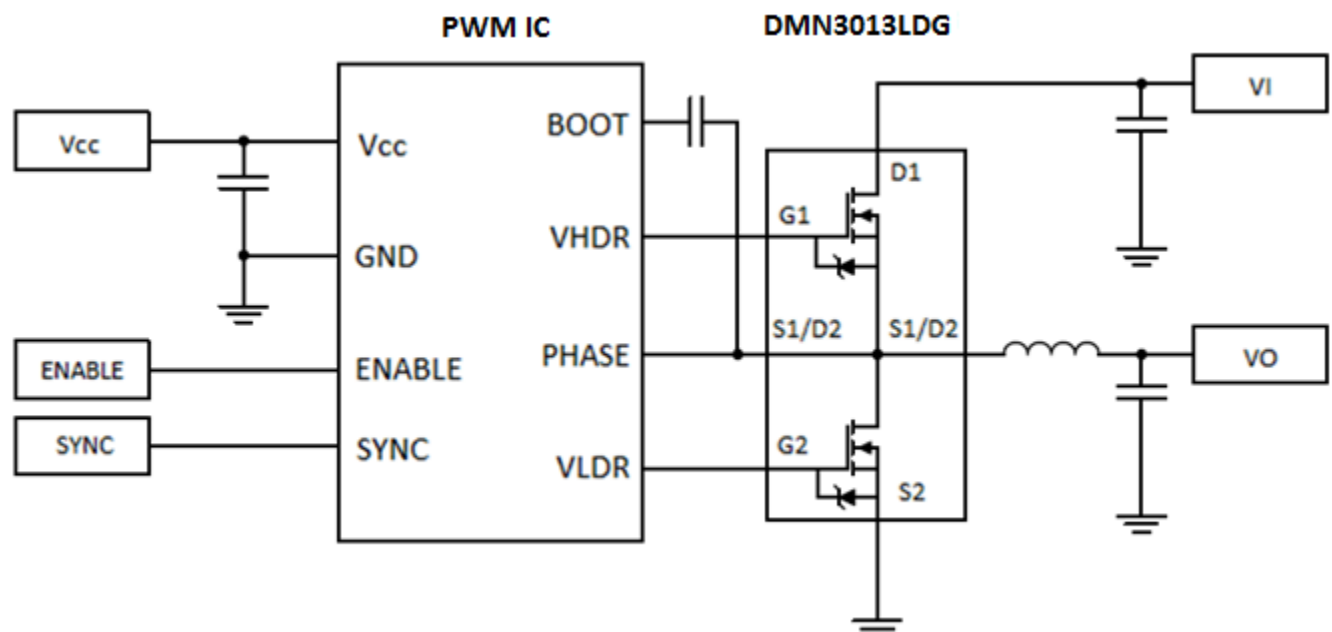 PWM IC
DMN3013LDG
Vcc
Vcc
GND
ENABLE
ENABLE
SYNC
SYNC
BOOT
VHDR
PHASE
VLDR
D1
G1
S1/D2
S1/D2
G2
S2
VI
VO